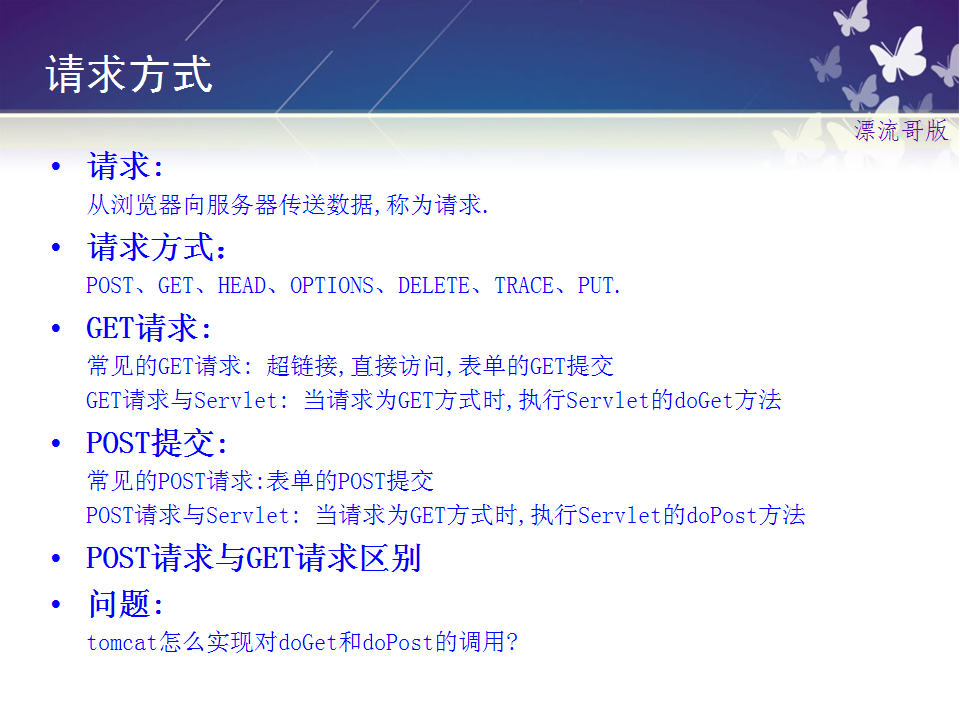 请求方式
漂流哥版
• 请求:
从浏览器向服务器传送数据,称为请求.
• 请求方式:
POST、GET、HEAD、OPTIONS、DELETE、TRACE、PUT.
• GET请求:
常见的GET请求: 超链接,直接访问,表单的GET提交
GET请求与Servlet: 当请求为GET方式时,执行Servlet的doGet方法
• POST提交:
常见的POST请求:表单的POST提交
POST请求与Servlet: 当请求为GET方式时,执行Servlet的doPost方法
• POST请求与GET请求区别
• 问题:
tomcat怎么实现对doGet和doPost的调用?